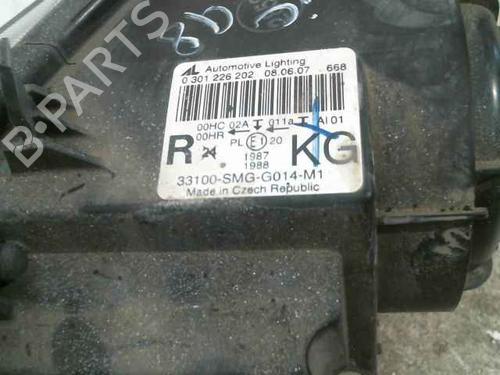 AL Automotive Lighting
0 301 226 202 08.06.07 668
00HC 02A 011a AI 01
00HR
PL E1 20
R KG
1987
1988
33100-SMG-G014-M1
Made in Czech Republic
B-PARTS